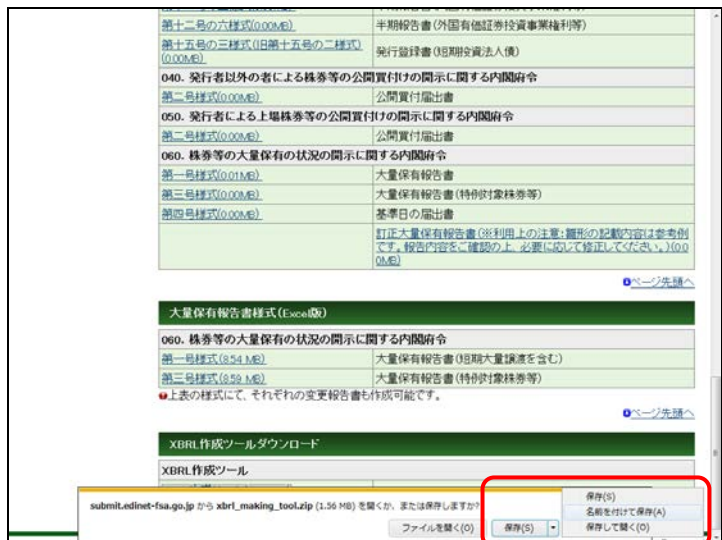 第十二号の六様式(0.00MB)
半期報告書(外国有価証券投資事業権利等)
第十五号の三様式(旧第十五号の二様式)
(0.00MB)
発行登録書(短期投資法人債)
040. 発行者以外の者による株券等の公開買付けの開示に関する内閣府令
第二号様式(0.00MB)
公開買付届出書
050. 発行者による上場株券等の公開買付けの開示に関する内閣府令
第二号様式(0.00MB)
公開買付届出書
060. 株券等の大量保有の状況の開示に関する内閣府令
第一号様式(0.01MB)
大量保有報告書
第三号様式(0.00MB)
大量保有報告書(特例対象株券等)
第四号様式(0.00MB)
基準日の届出書
訂正大量保有報告書(※利用上の注意:雛形の記載内容は参考例
です。報告内容をご確認の上、必要に応じて修正してください。)(0.0
0MB)
ページ先頭へ
大量保有報告書様式(Excel版)
060. 株券等の大量保有の状況の開示に関する内閣府令
第一号様式(8.54 MB)
大量保有報告書(短期大量譲渡を含む)
第三号様式(8.59 MB)
大量保有報告書(特例対象株券等)
上表の様式にて、それぞれの変更報告書も作成可能です。
ページ先頭へ
XBRL作成ツールダウンロード
XBRL作成ツール
submit.edinet-fsa.go.jp から xbrl_making_tool.zip (1.56 MB) を開くか、または保存しますか?
保存(S)
名前を付けて保存(A)
保存して開く(O)
ファイルを開く(O)
保存(S)